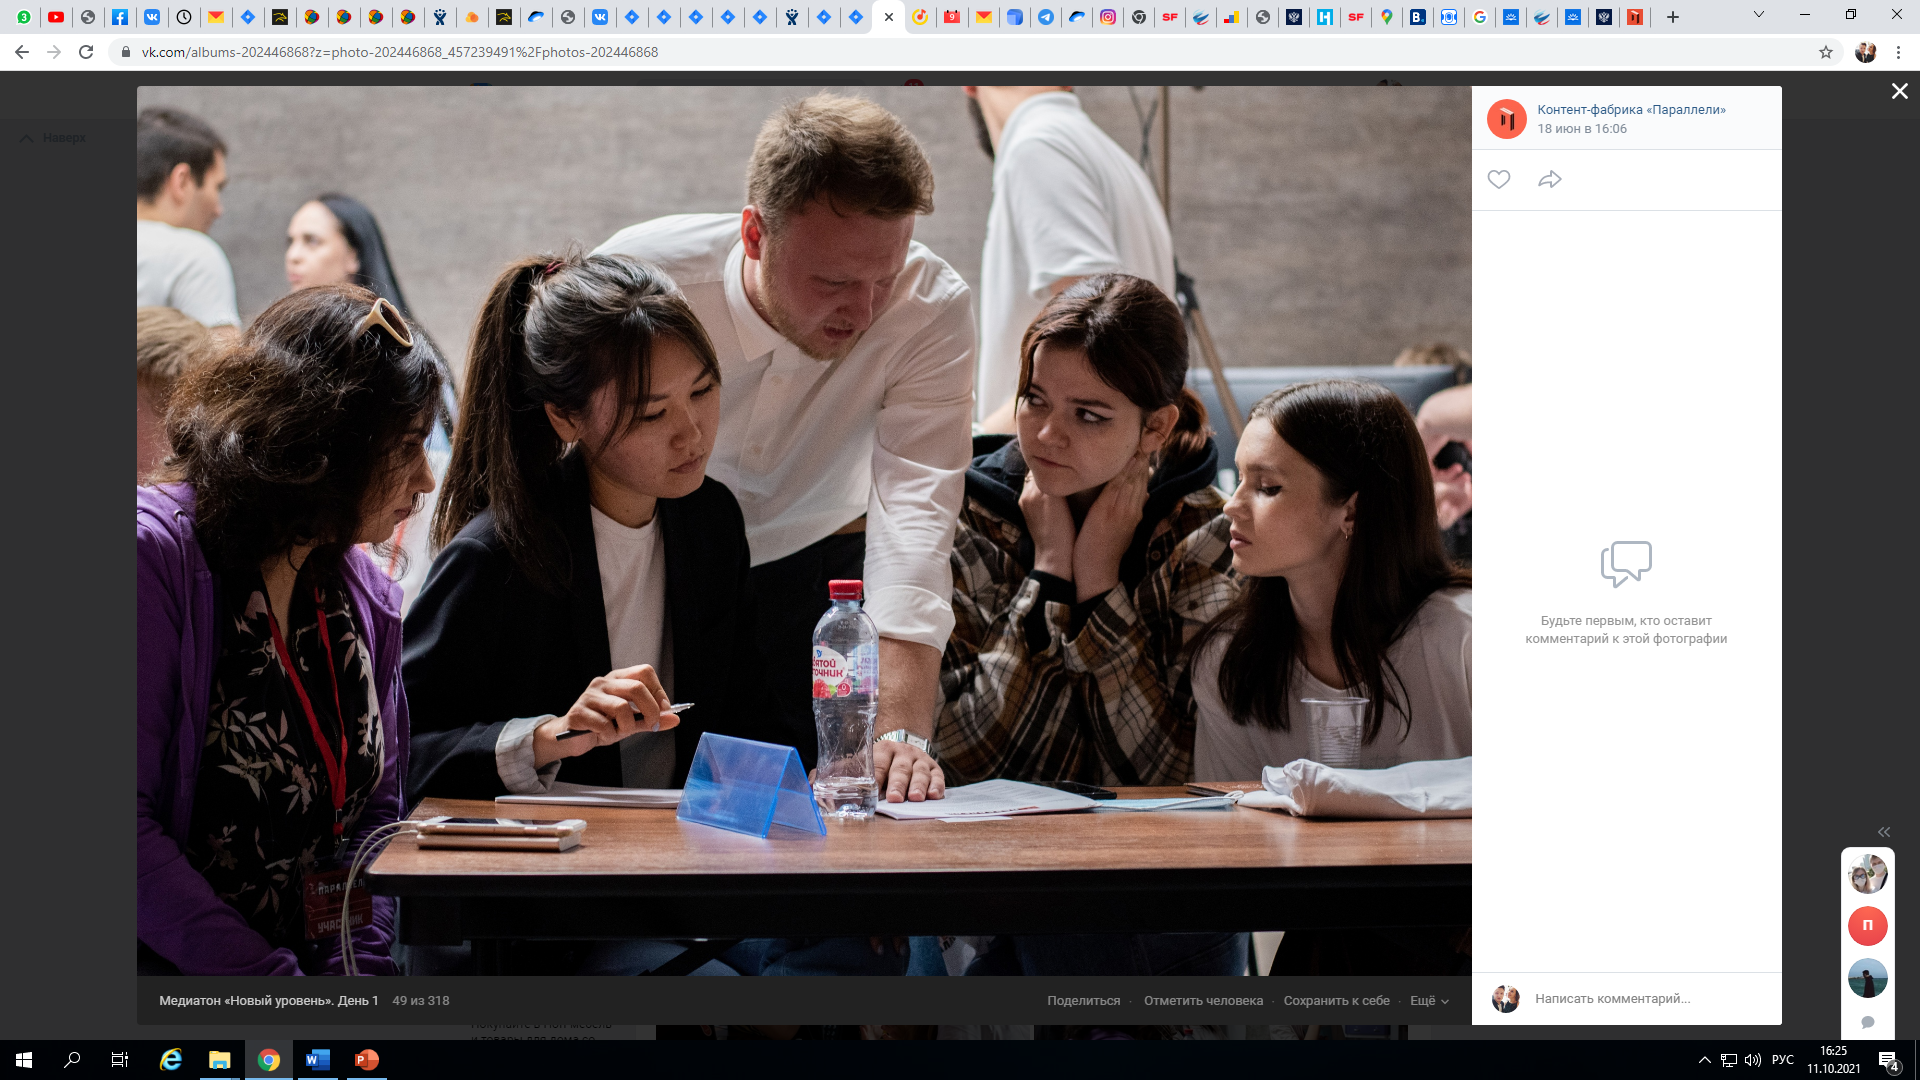 vk.com/albums-202446868?z=photo-202446868_457239491%2Fphotos-202446868
Наверх
Контент-фабрика «Параллели»
18 июн в 16:06
Будьте первым, кто оставит
комментарий к этой фотографии
УЧАСТНИК
П
Медиатон «Новый уровень». День 1 49 из 318
Поделиться · Отметить человека · Сохранить к себе · Ещё
Написать комментарий...
РУС
16:25
11.10.2021
4